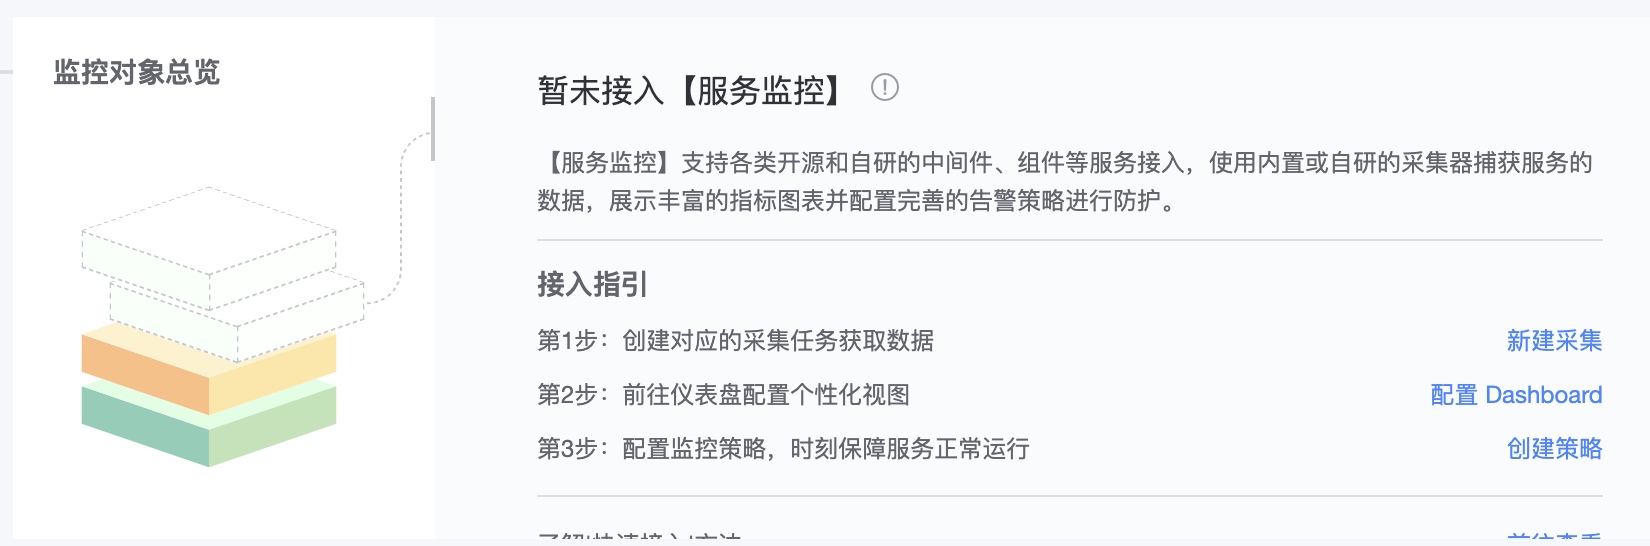 监控对象总览
暂未接入【服务监控】
【服务监控】支持各类开源和自研的中间件、组件等服务接入，使用内置或自研的采集器捕获服务的
数据，展示丰富的指标图表并配置完善的告警策略进行防护。
接入指引
第1步：创建对应的采集任务获取数据 新建采集
第2步：前往仪表盘配置个性化视图 配置 Dashboard
第3步：配置监控策略，时刻保障服务正常运行 创建策略